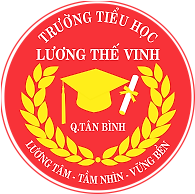 TRƯỜNG TIỂU HỌC
LƯƠNG THẾ VINH
Q.TÂN BÌNH
LƯƠNG TÂM - TẦM NHÌN - VỮNG BỀN